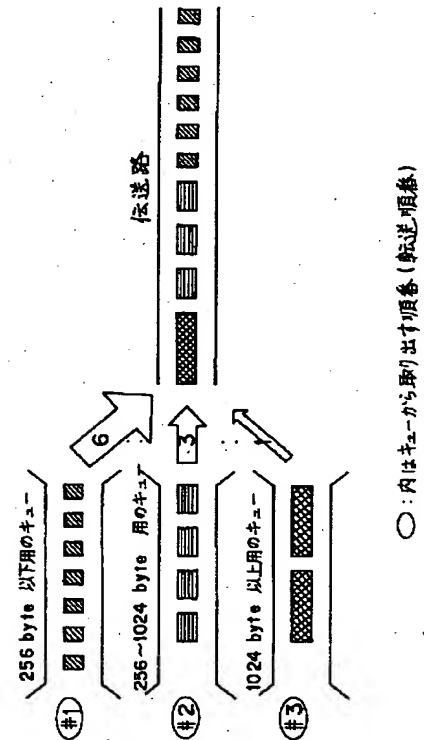 #1
256 byte 以下用のキュー
6
#2
256~1024 byte 用のキュー
3
#3
1024 byte 以上用のキュー
伝送路
○:内はキューから取り出す順番(転送順番)